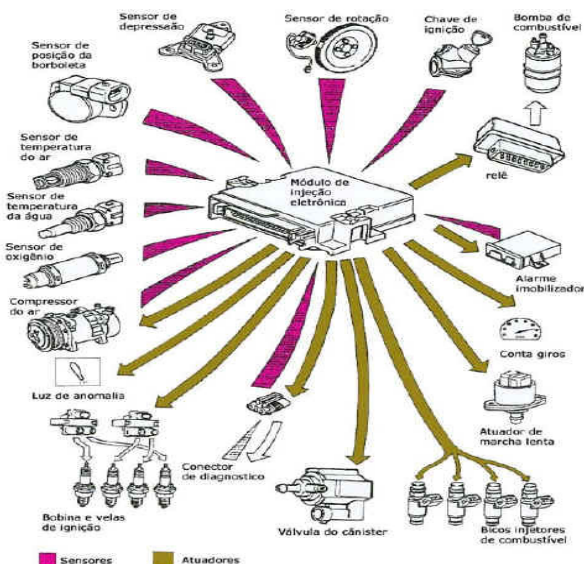 Sensor de
depressão
Sensor de rotação
Chave de
ignição
Bomba de
combustível
Sensor de
posição da
borboleta
relê
Sensor de
temperatura
do ar
Módulo de
injeção
eletrônica
Sensor de
temperatura
da água
Sensor de
oxigênio
Alarme
imobilizador
Compressor
do ar
Conta giros
Luz de anomalia
Atuador de
marcha lenta
Conector
de diagnostico
Bobina e velas
de ignição
Válvula do cânister
Bicos injetores
de combustível
Sensores
Atuadores